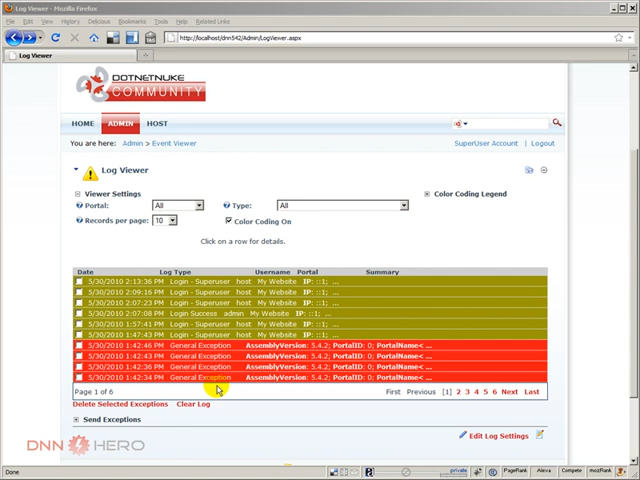 Log Viewer - Mozilla Firefox
File Edit View History Delicious Bookmarks Tools Help Related Links
http://localhost/dnn542/Admin/LogViewer.aspx
Log Viewer
DOTNETNUKE
COMMUNITY
HOME ADMIN HOST
You are here: Admin > Event Viewer SuperUser Account | Logout
Log Viewer
Viewer Settings Color Coding Legend
Portal: All Type: All
Records per page: 10 Color Coding On
Click on a row for details.
Date Log Type Username Portal Summary
5/30/2010 2:13:36 PM Login - Superuser host My Website IP: ::1; ...
5/30/2010 2:09:16 PM Login - Superuser host My Website IP: ::1; ...
5/30/2010 2:07:23 PM Login - Superuser host My Website IP: ::1; ...
5/30/2010 2:07:08 PM Login Success admin My Website IP: ::1; ...
5/30/2010 1:57:41 PM Login - Superuser host My Website IP: ::1; ...
5/30/2010 1:47:43 PM Login - Superuser host My Website IP: ::1; ...
5/30/2010 1:42:46 PM General Exception AssemblyVersion: 5.4.2; PortalID: 0; PortalName< ...
5/30/2010 1:42:43 PM General Exception AssemblyVersion: 5.4.2; PortalID: 0; PortalName< ...
5/30/2010 1:42:36 PM General Exception AssemblyVersion: 5.4.2; PortalID: 0; PortalName< ...
5/30/2010 1:42:34 PM General Exception AssemblyVersion: 5.4.2; PortalID: 0; PortalName< ...
Page 1 of 6 First Previous [1] 2 3 4 5 6 Next Last
Delete Selected Exceptions Clear Log
Send Exceptions
Edit Log Settings
DNN HERO
Done private PageRank Alexa Compete mozRank